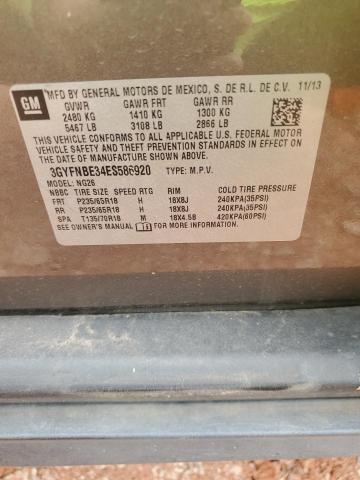 GM
MFD BY GENERAL MOTORS DE MEXICO, S. DE R.L. DE C.V. 11/13
GVWR GAWR FRT GAWR RR
2480 KG 1410 KG 1300 KG
5467 LB 3108 LB 2866 LB
THIS VEHICLE CONFORMS TO ALL APPLICABLE U.S. FEDERAL MOTOR
VEHICLE SAFETY AND THEFT PREVENTION STANDARDS IN EFFECT
ON THE DATE OF MANUFACTURE SHOWN ABOVE.
3GYFNBE34ES586920 TYPE: M.P.V.
MODEL: NG26
NBBC TIRE SIZE SPEED RTG RIM COLD TIRE PRESSURE
FRT P235/65R18 H 18X8J 240KPA(35PSI)
RR P235/65R18 H 18X8J 240KPA(35PSI)
SPA T135/70R18 M 18X4.5B 420KPA(60PSI)
SEE OWNER'S MANUAL FOR MORE INFORMATION.